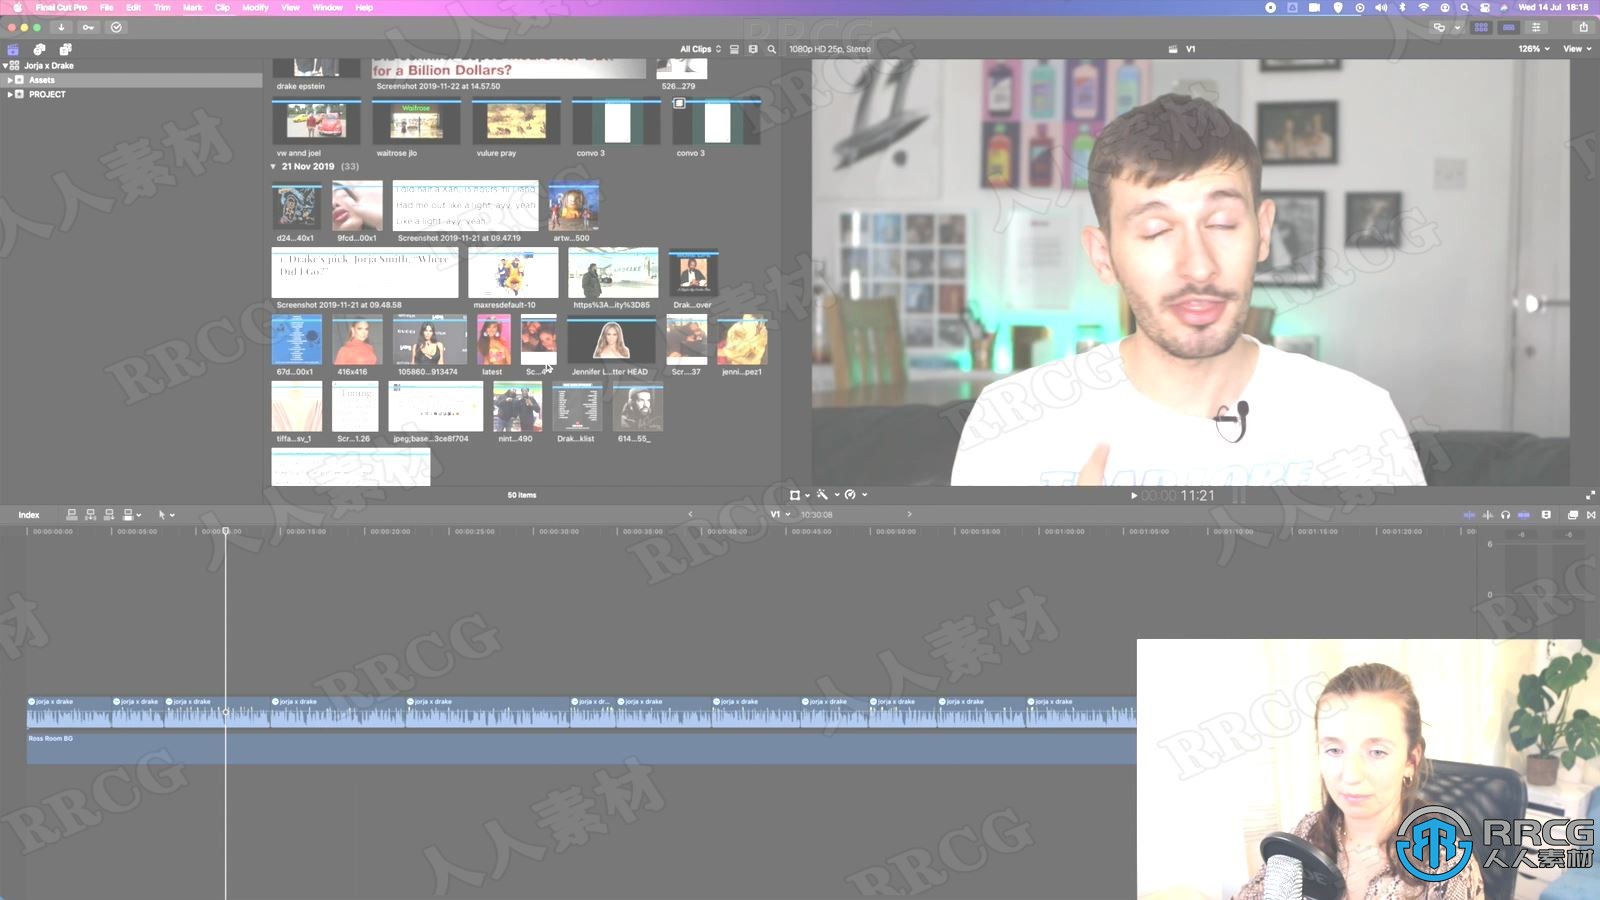 Final Cut Pro File Edit Trim Mark Clip Modify View Window Help
Wed 14 Jul 18:18
All Clips
1080p HD 25p, Stereo
V1
126%
View
Jorja x Drake
Assets
PROJECT
for a Billion Dollars?
drake epstein
Screenshot 2019-11-22 at 14.57.50
526...279
Waitrose
vw annd joel
waitrose jlo
vulure pray
convo 3
convo 3
21 Nov 2019 (33)
Had me out like a light, ayy, yeah
Like a light, ayy, yeah
d24...40x1
9fcd...00x1
Screenshot 2019-11-21 at 09.47.19
artw...500
1. Drake's pick: Jorja Smith, "Where
Did I Go?"
Screenshot 2019-11-21 at 09.48.58
maxresdefault-10
https%3A...ity%3D85
Drak...over
67d...00x1
416x416
105860...913474
latest
Sc...4
Jennifer L...tter HEAD
Scr....37
jenni...pez1
tiffa...sv_1
Scr...1.26
jpeg;base...3ce8f704
nint...490
Drak...klist
614...55_
50 items
00:00 11:21
Index
V1
10:30:08
00:00:00:00
00:00:05:00
00:00:15:00
00:00:20:00
00:00:25:00
00:00:30:00
00:00:35:00
00:00:40:00
00:00:45:00
00:00:50:00
00:00:55:00
00:01:00:00
00:01:05:00
00:01:10:00
00:01:15:00
00:01:20:00
-6
-6
6
0
jorja x drake
jorja x drake
jorja x drake
jorja x drake
jorja x drake
jorja x dr...
jorja x drake
jorja x drake
jorja x drake
jorja x drake
jorja x drake
jorja x drake
Ross Room BG
RRCG
人人素材